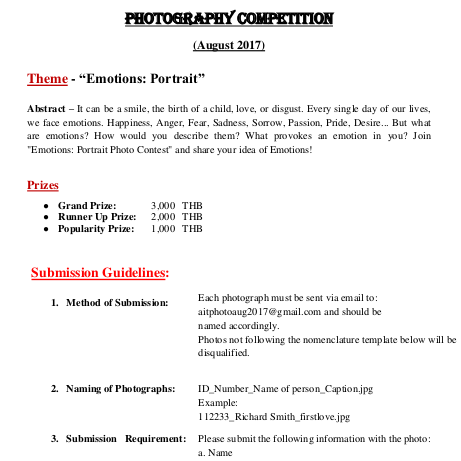 PHOTOGRAPHY COMPETITION
(August 2017)
Theme - “Emotions: Portrait”
Abstract – It can be a smile, the birth of a child, love, or disgust. Every single day of our lives,
we face emotions. Happiness, Anger, Fear, Sadness, Sorrow, Passion, Pride, Desire... But what
are emotions? How would you describe them? What provokes an emotion in you? Join
"Emotions: Portrait Photo Contest" and share your idea of Emotions!
Prizes
● Grand Prize: 3,000 THB
● Runner Up Prize: 2,000 THB
● Popularity Prize: 1,000 THB
Submission Guidelines:
1. Method of Submission: Each photograph must be sent via email to:
aitphotoaug2017@gmail.com and should be
named accordingly.
Photos not following the nomenclature template below will be
disqualified.
2. Naming of Photographs: ID_Number_Name of person_Caption.jpg
Example:
112233_Richard Smith_firstlove.jpg
3. Submission Requirement: Please submit the following information with the photo:
a. Name